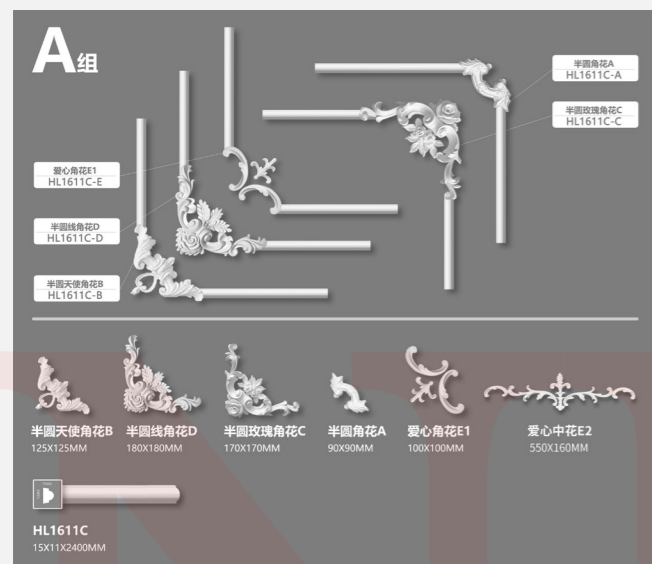 A组
半圆角花A
HL1611C-A
半圆玫瑰角花C
HL1611C-C
爱心角花E1
HL1611C-E
半圆线角花D
HL1611C-D
半圆天使角花B
HL1611C-B
半圆天使角花B
125X125MM
半圆线角花D
180X180MM
半圆玫瑰角花C
170X170MM
半圆角花A
90X90MM
爱心角花E1
100X100MM
爱心中花E2
550X160MM
HL1611C
15X11X2400MM